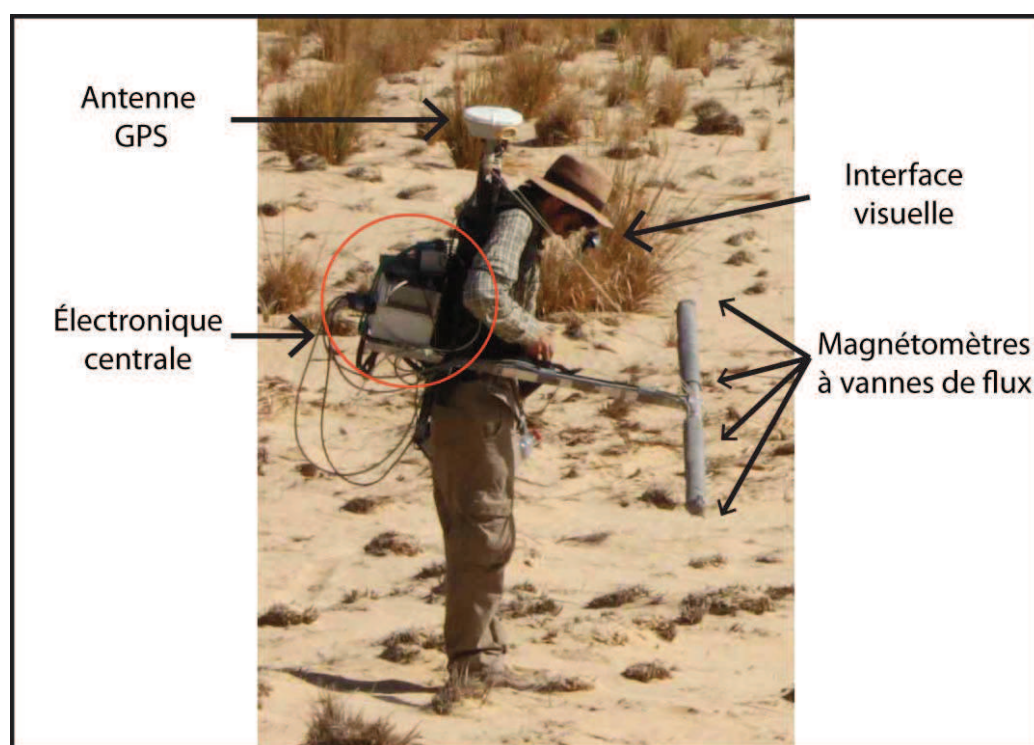 Antenne
GPS
Interface
visuelle
Électronique
centrale
Magnétomètres
à vannes de flux